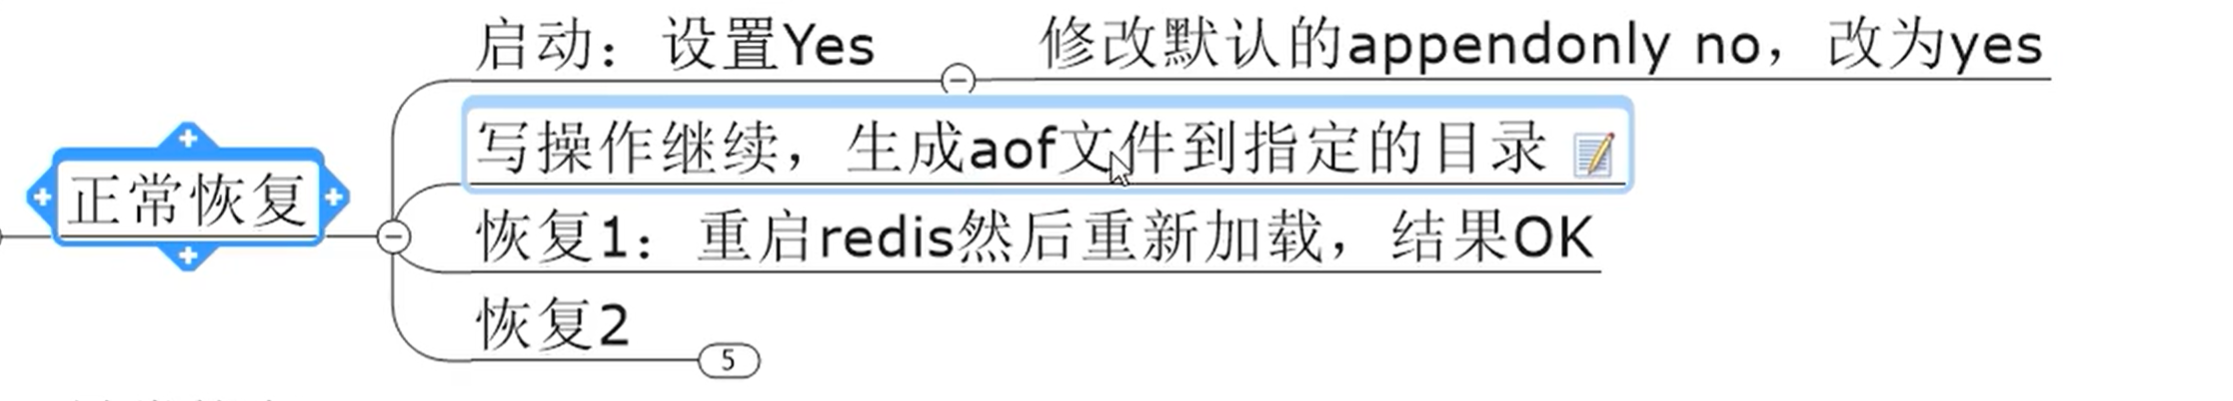 启动：设置Yes
修改默认的appendonly no，改为yes
写操作继续，生成aof文件到指定的目录
正常恢复
恢复1：重启redis然后重新加载，结果OK
恢复2
5